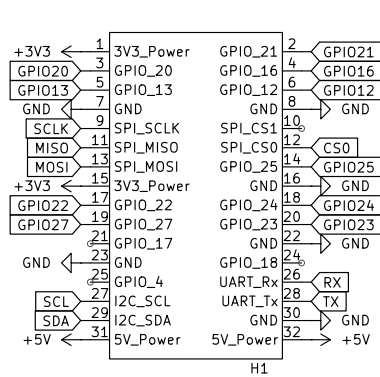 +3V3 1 3V3_Power GPIO_21 2 GPIO21
GPIO20 3 GPIO_20 GPIO_16 4 GPIO16
GPIO13 5 GPIO_13 GPIO_12 6 GPIO12
GND 7 GND GND 8 GND
SCLK 9 SPI_SCLK SPI_CS1 10
MISO 11 SPI_MISO SPI_CS0 12 CS0
MOSI 13 SPI_MOSI GPIO_25 14 GPIO25
+3V3 15 3V3_Power GND 16 GND
GPIO22 17 GPIO_22 GPIO_24 18 GPIO24
GPIO27 19 GPIO_27 GPIO_23 20 GPIO23
21 GPIO_17 GND 22 GND
GND 23 GND GPIO_18 24
25 GPIO_4 UART_Rx 26 RX
SCL 27 I2C_SCL UART_Tx 28 TX
SDA 29 I2C_SDA GND 30 GND
+5V 31 5V_Power 5V_Power 32 +5V
H1